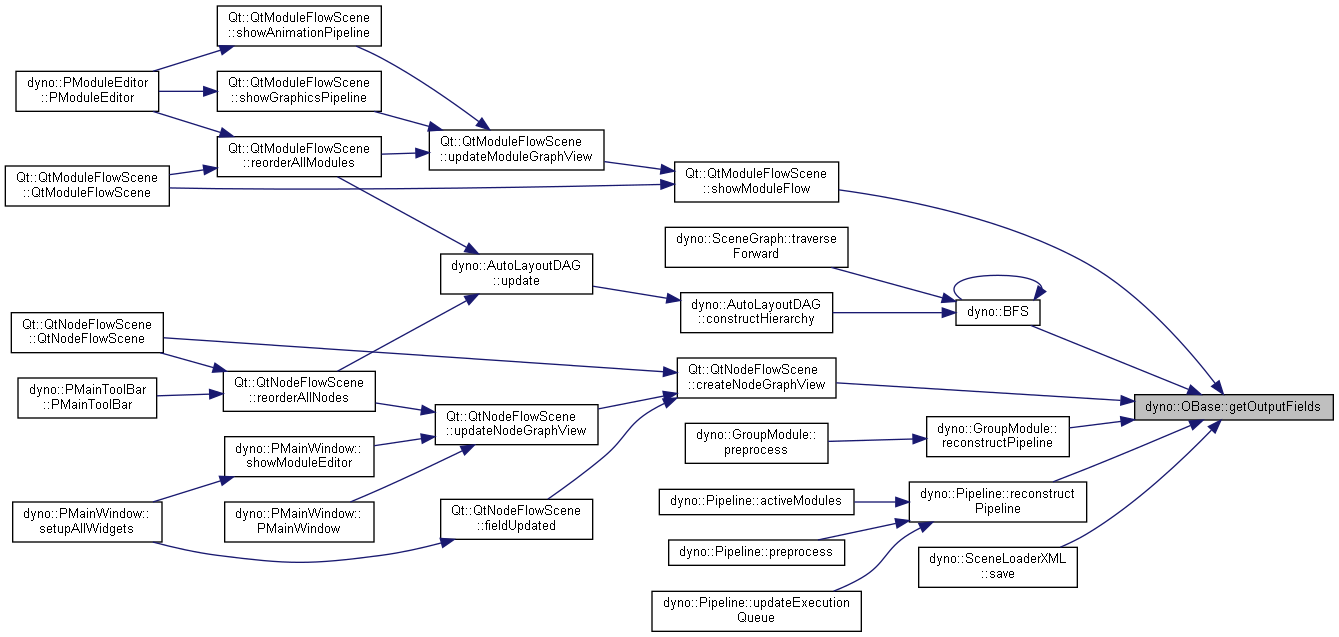 Qt::QtModuleFlowScene
::showAnimationPipeline
dyno::PModuleEditor
::PModuleEditor
Qt::QtModuleFlowScene
::showGraphicsPipeline
Qt::QtModuleFlowScene
::reorderAllModules
Qt::QtModuleFlowScene
::updateModuleGraphView
Qt::QtModuleFlowScene
::QtModuleFlowScene
Qt::QtModuleFlowScene
::showModuleFlow
dyno::SceneGraph::traverse
Forward
dyno::AutoLayoutDAG
::update
dyno::AutoLayoutDAG
::constructHierarchy
dyno::BFS
Qt::QtNodeFlowScene
::QtNodeFlowScene
dyno::PMainToolBar
::PMainToolBar
Qt::QtNodeFlowScene
::reorderAllNodes
Qt::QtNodeFlowScene
::createNodeGraphView
dyno::OBase::getOutputFields
Qt::QtNodeFlowScene
::updateNodeGraphView
dyno::GroupModule::
preprocess
dyno::GroupModule::
reconstructPipeline
dyno::PMainWindow::
showModuleEditor
dyno::PMainWindow::
setupAllWidgets
dyno::PMainWindow::
PMainWindow
Qt::QtNodeFlowScene
::fieldUpdated
dyno::Pipeline::activeModules
dyno::Pipeline::reconstruct
Pipeline
dyno::Pipeline::preprocess
dyno::SceneLoaderXML
::save
dyno::Pipeline::updateExecution
Queue